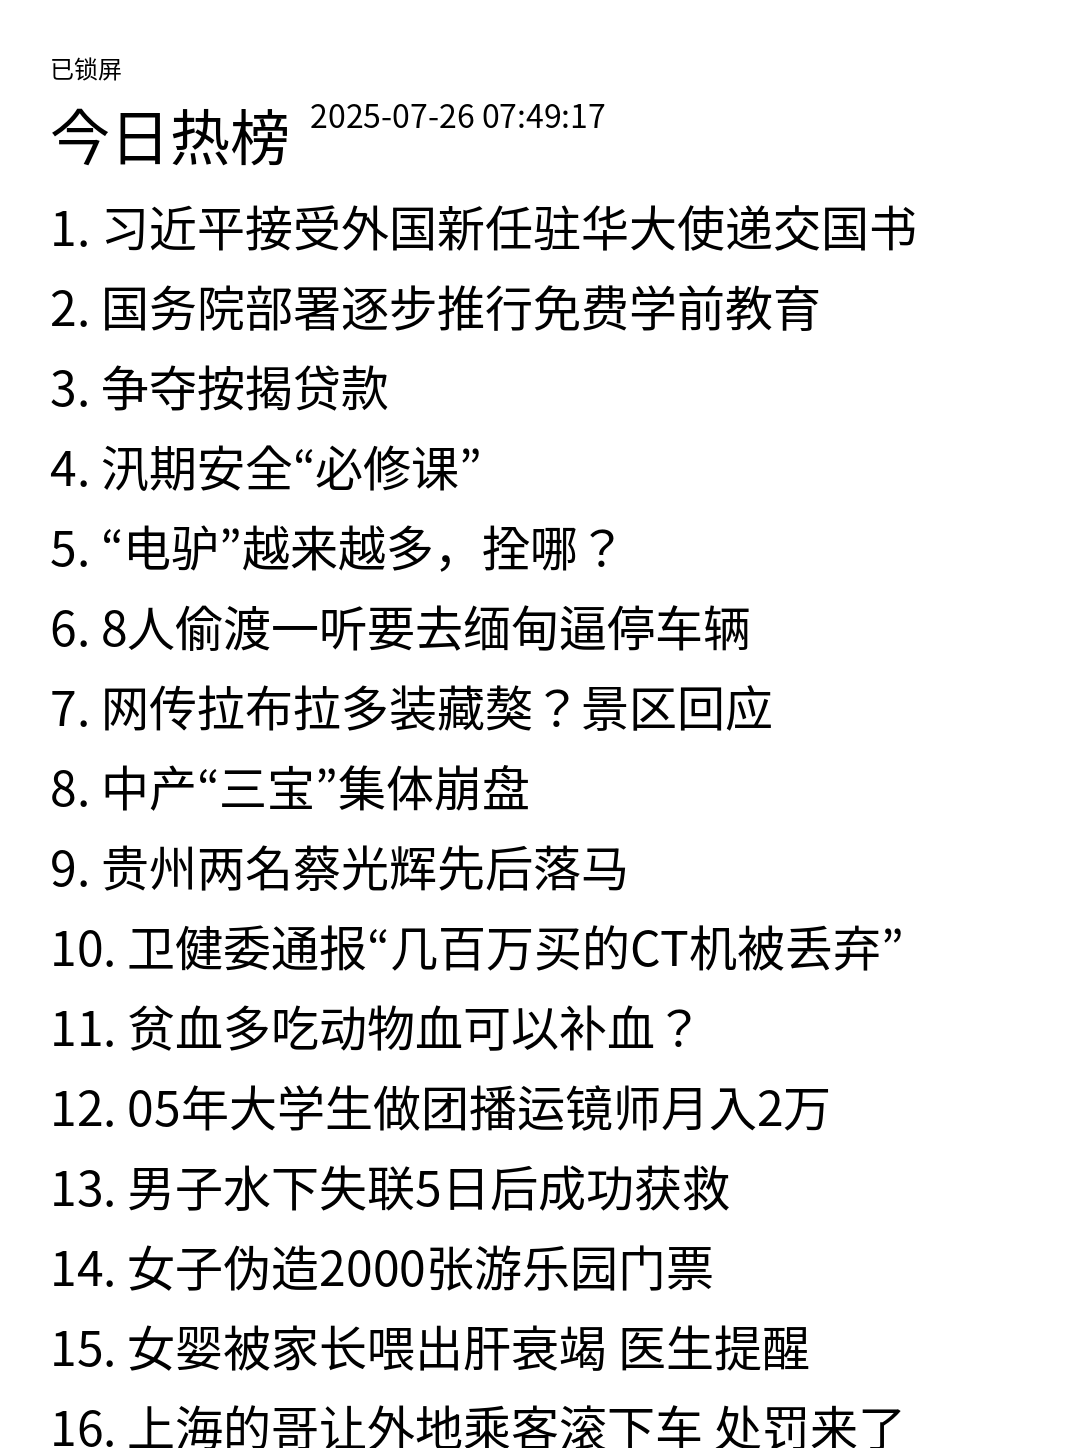 已锁屏
今日热榜 2025-07-26 07:49:17
1. 习近平接受外国新任驻华大使递交国书
2. 国务院部署逐步推行免费学前教育
3. 争夺按揭贷款
4. 汛期安全“必修课”
5. “电驴”越来越多，拴哪？
6. 8人偷渡一听要去缅甸逼停车辆
7. 网传拉布拉多装藏獒？景区回应
8. 中产“三宝”集体崩盘
9. 贵州两名蔡光辉先后落马
10. 卫健委通报“几百万买的CT机被丢弃”
11. 贫血多吃动物血可以补血？
12. 05年大学生做团播运镜师月入2万
13. 男子水下失联5日后成功获救
14. 女子伪造2000张游乐园门票
15. 女婴被家长喂出肝衰竭 医生提醒
16. 上海的哥让外地乘客滚下车 处罚来了